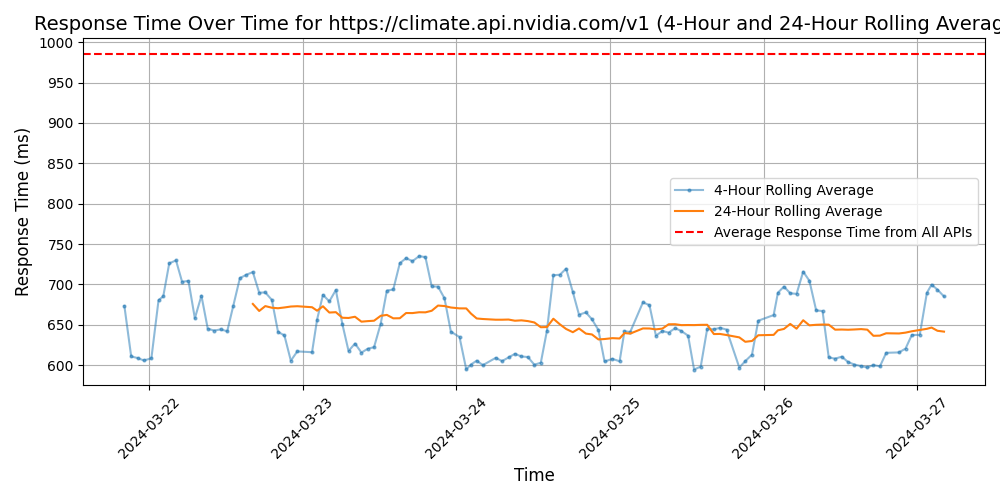 Response Time Over Time for https://climate.api.nvidia.com/v1 (4-Hour and 24-Hour Rolling Averag
Response Time (ms)
1000
950
900
850
800
750
700
650
600
4-Hour Rolling Average
24-Hour Rolling Average
Average Response Time from All APIs
2024-03-22
2024-03-23
2024-03-24
2024-03-25
2024-03-26
2024-03-27
Time